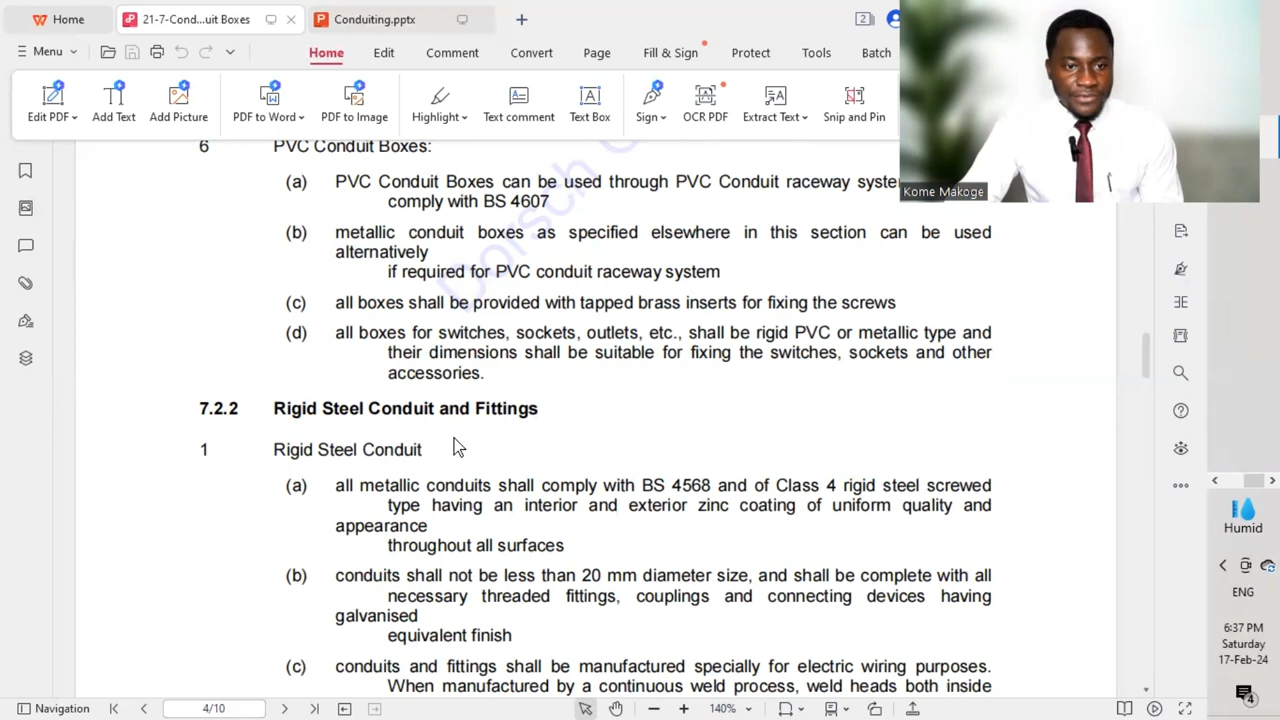 Home
21-7-Cond...uit Boxes
Conduiting.pptx
2
Menu
Home
Edit
Comment
Convert
Page
Fill & Sign
Protect
Tools
Batch
Edit PDF
Add Text
Add Picture
PDF to Word
PDF to Image
Highlight
Text comment
Text Box
Sign
OCR PDF
Extract Text
Snip and Pin
Kome Makoge
6 PVC Conduit Boxes:
(a) PVC Conduit Boxes can be used through PVC Conduit raceway
comply with BS 4607
(b) metallic conduit boxes as specified elsewhere in this section can be used
alternatively
if required for PVC conduit raceway system
(c) all boxes shall be provided with tapped brass inserts for fixing the screws
(d) all boxes for switches, sockets, outlets, etc., shall be rigid PVC or metallic type and
their dimensions shall be suitable for fixing the switches, sockets and other
accessories.
Dorsch
7.2.2 Rigid Steel Conduit and Fittings
1 Rigid Steel Conduit
(a) all metallic conduits shall comply with BS 4568 and of Class 4 rigid steel screwed
type having an interior and exterior zinc coating of uniform quality and
appearance
throughout all surfaces
(b) conduits shall not be less than 20 mm diameter size, and shall be complete with all
necessary threaded fittings, couplings and connecting devices having
galvanised
equivalent finish
(c) conduits and fittings shall be manufactured specially for electric wiring purposes.
When manufactured by a continuous weld process, weld heads both inside
Humid
ENG
6:37 PM
Saturday
17-Feb-24
4
Navigation
4/10
140%